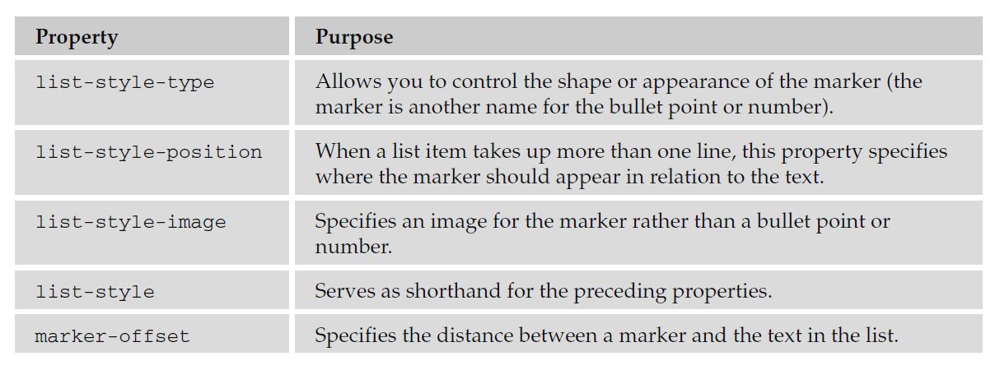 Property Purpose
list-style-type Allows you to control the shape or appearance of the marker (the
marker is another name for the bullet point or number).
list-style-position When a list item takes up more than one line, this property specifies
where the marker should appear in relation to the text.
list-style-image Specifies an image for the marker rather than a bullet point or
number.
list-style Serves as shorthand for the preceding properties.
marker-offset Specifies the distance between a marker and the text in the list.